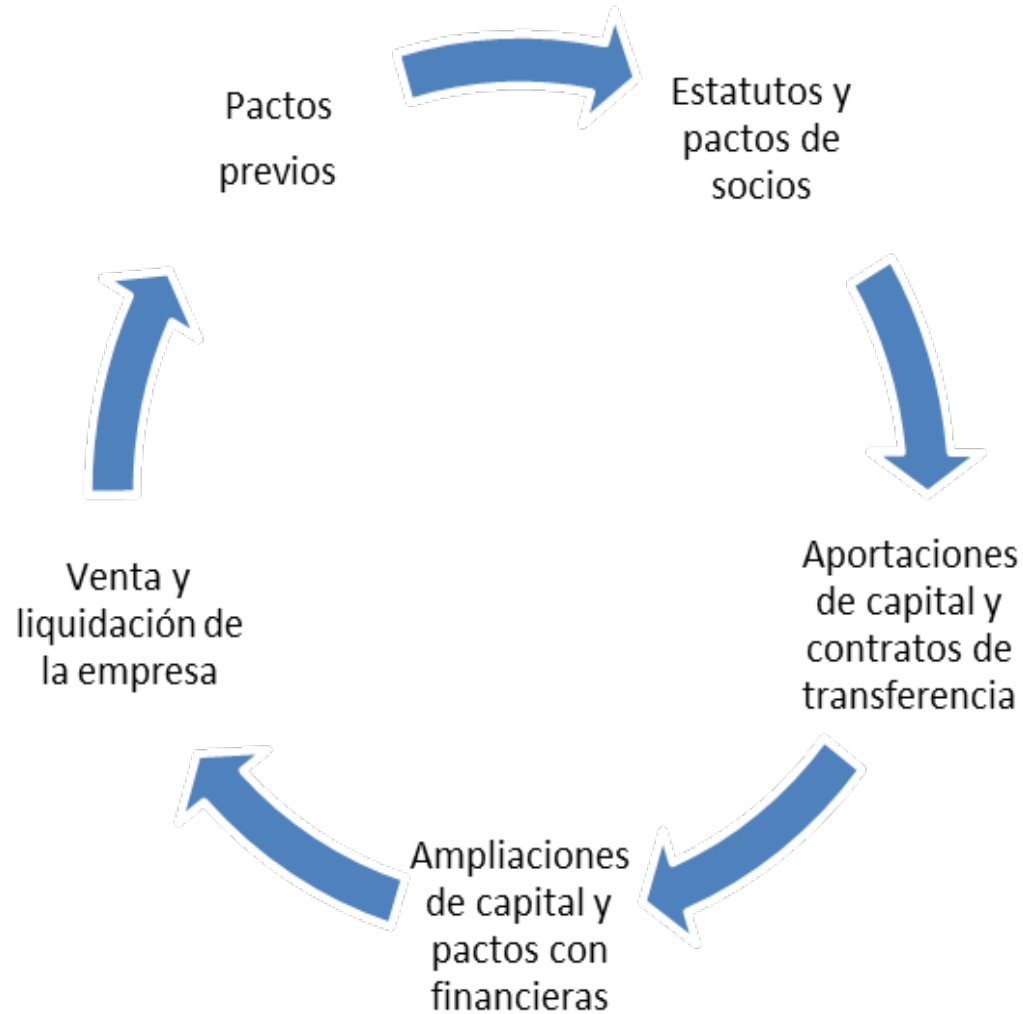 Pactos
previos
Estatutos y
pactos de
socios
Aportaciones
de capital y
contratos de
transferencia
Ampliaciones
de capital y
pactos con
financieras
Venta y
liquidación de
la empresa